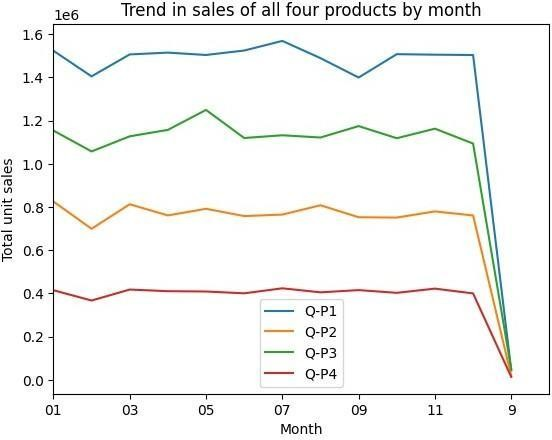 Trend in sales of all four products by month
1e6
1.6
1.4
1.2
1.0
0.8
0.6
0.4
0.2
0.0
Total unit sales
Q-P1
Q-P2
Q-P3
Q-P4
01 03 05 07 09 11 9
Month